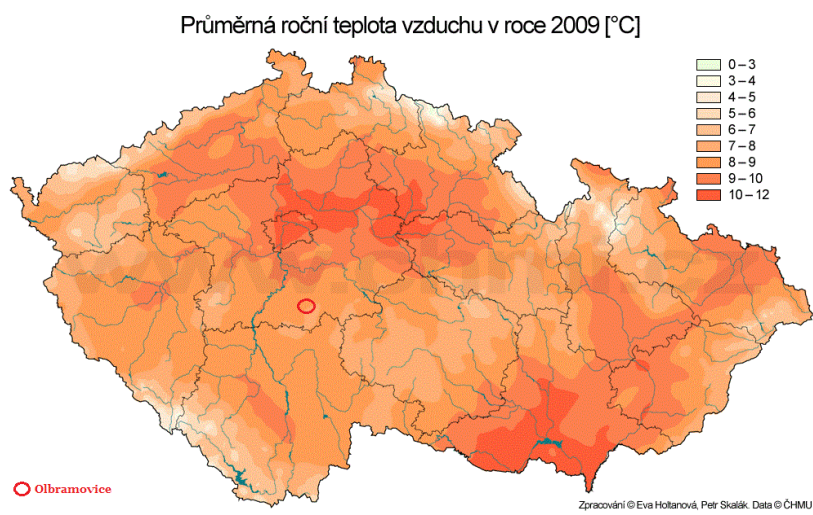 Průměrná roční teplota vzduchu v roce 2009 [°C]
0 – 3
3 – 4
4 – 5
5 – 6
6 – 7
7 – 8
8 – 9
9 – 10
10 – 12
Olbramovice
Zpracování © Eva Holtanová, Petr Skalák. Data © ČHMU